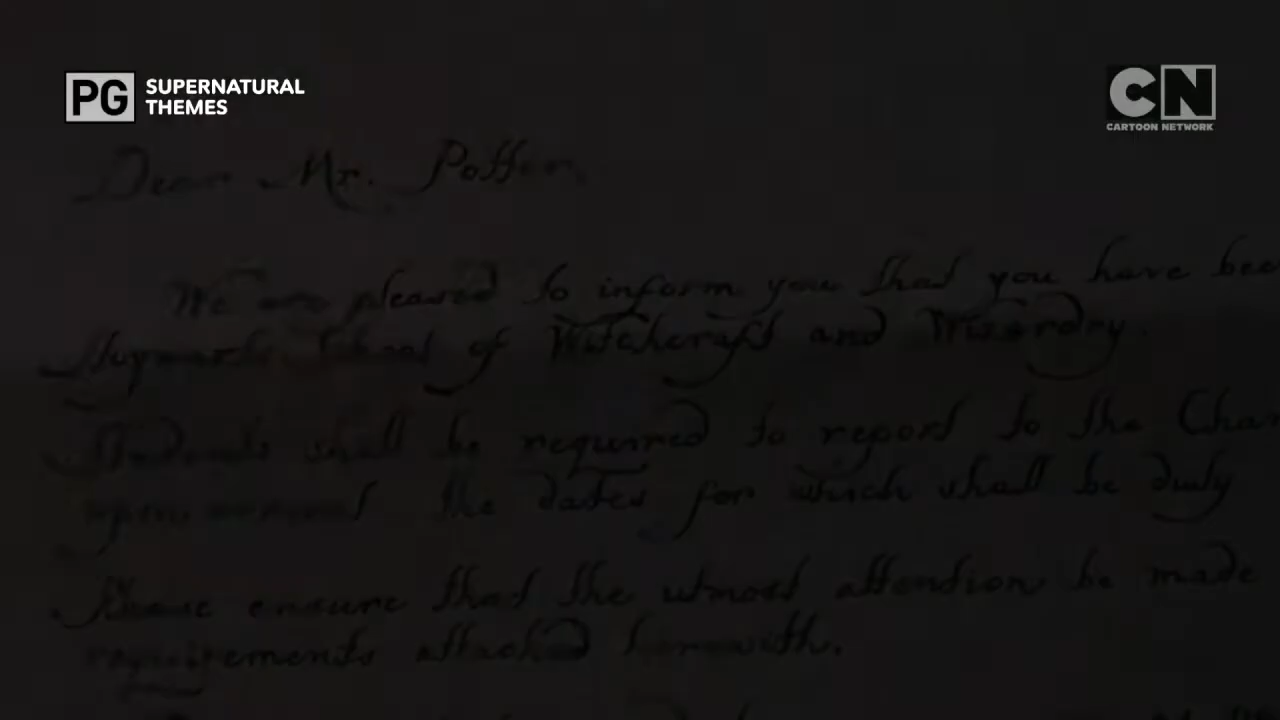 PG SUPERNATURAL
THEMES
CN
CARTOON NETWORK
Dear Mr. Potter,
We are pleased to inform you that you have bee
Hogwarts School of Witchcraft and Wizardry.
Students shall be required to report to the Cha
upon arrival the dates for which shall be duly
Please ensure that the utmost attention be made
requirements attached herewith.